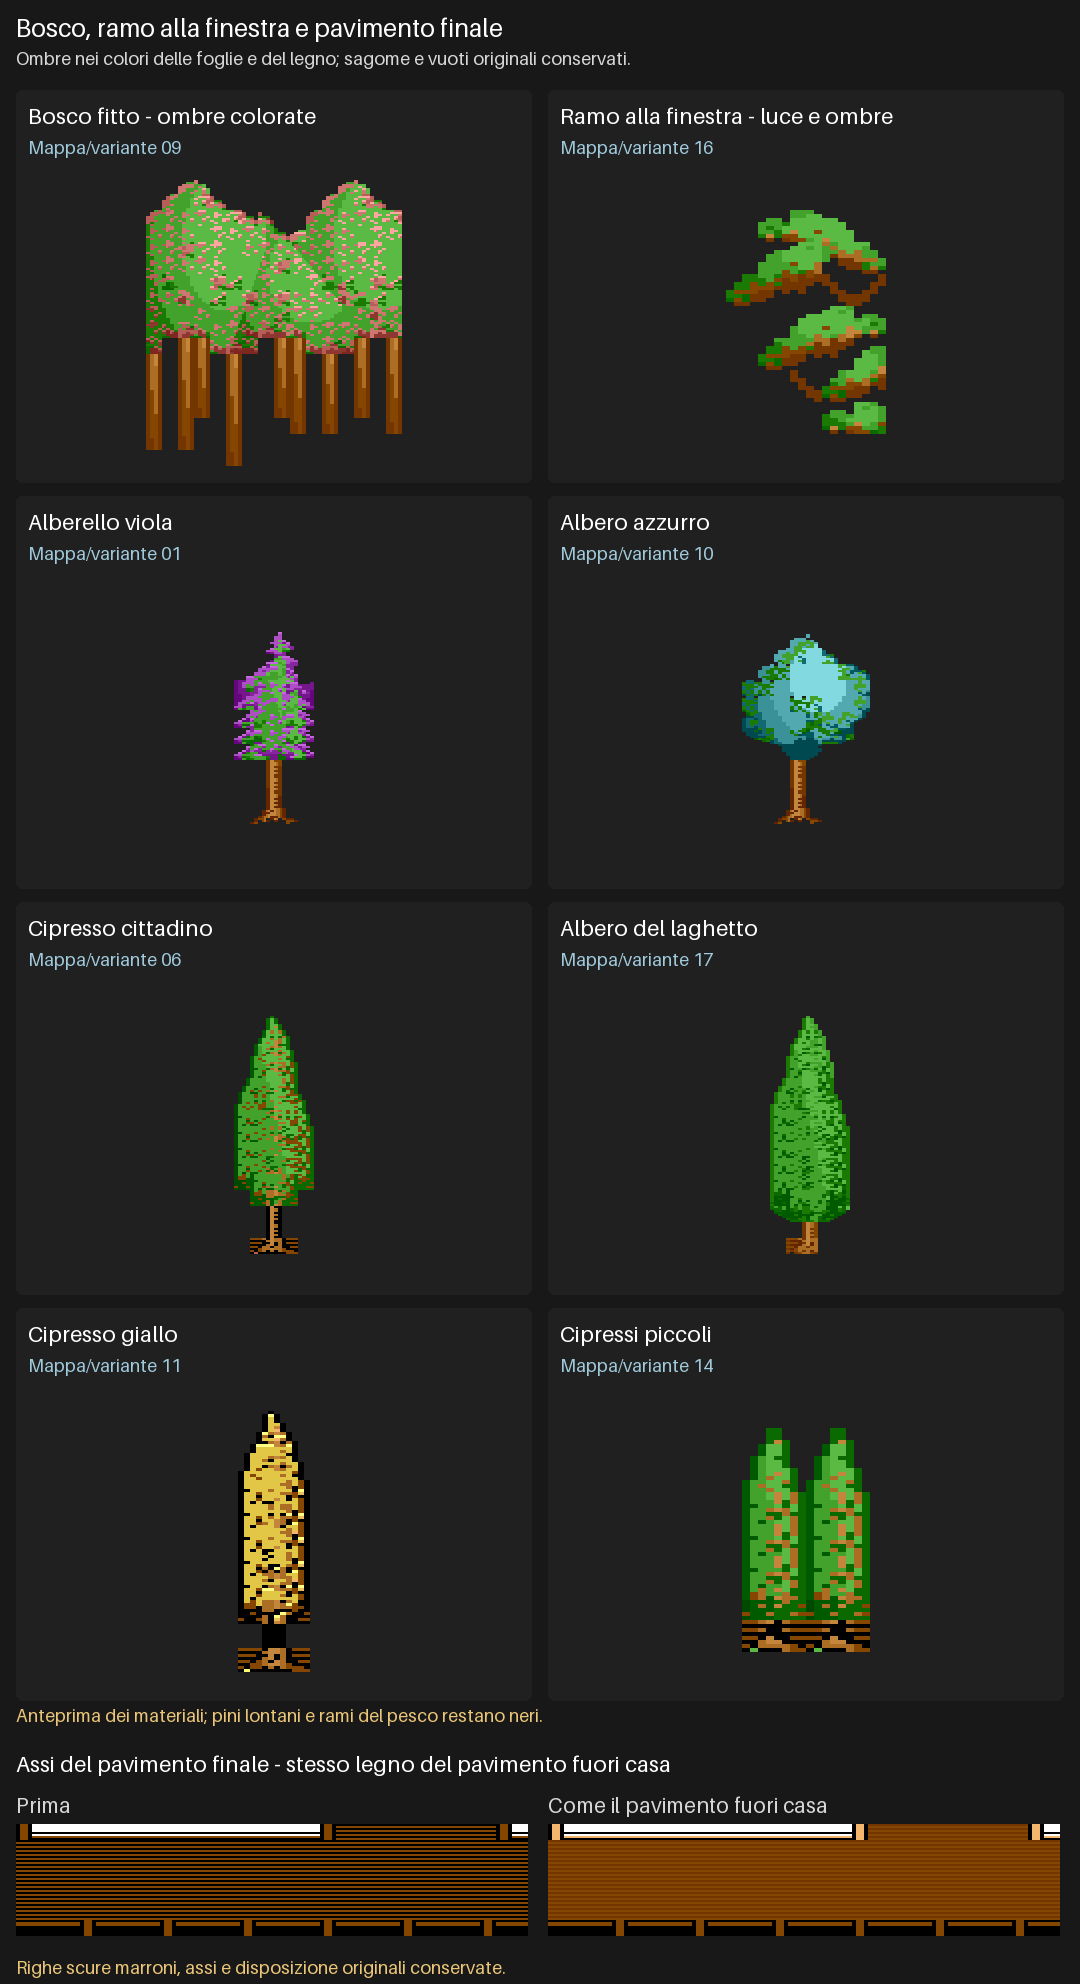 Bosco, ramo alla finestra e pavimento finale
Ombre nei colori delle foglie e del legno; sagome e vuoti originali conservati.
Bosco fitto - ombre colorate
Mappa/variante 09
Ramo alla finestra - luce e ombre
Mappa/variante 16
Alberello viola
Mappa/variante 01
Albero azzurro
Mappa/variante 10
Cipresso cittadino
Mappa/variante 06
Albero del laghetto
Mappa/variante 17
Cipresso giallo
Mappa/variante 11
Cipressi piccoli
Mappa/variante 14
Anteprima dei materiali; pini lontani e rami del pesco restano neri.
Assi del pavimento finale - stesso legno del pavimento fuori casa
Prima
Come il pavimento fuori casa
Righe scure marroni, assi e disposizione originali conservate.